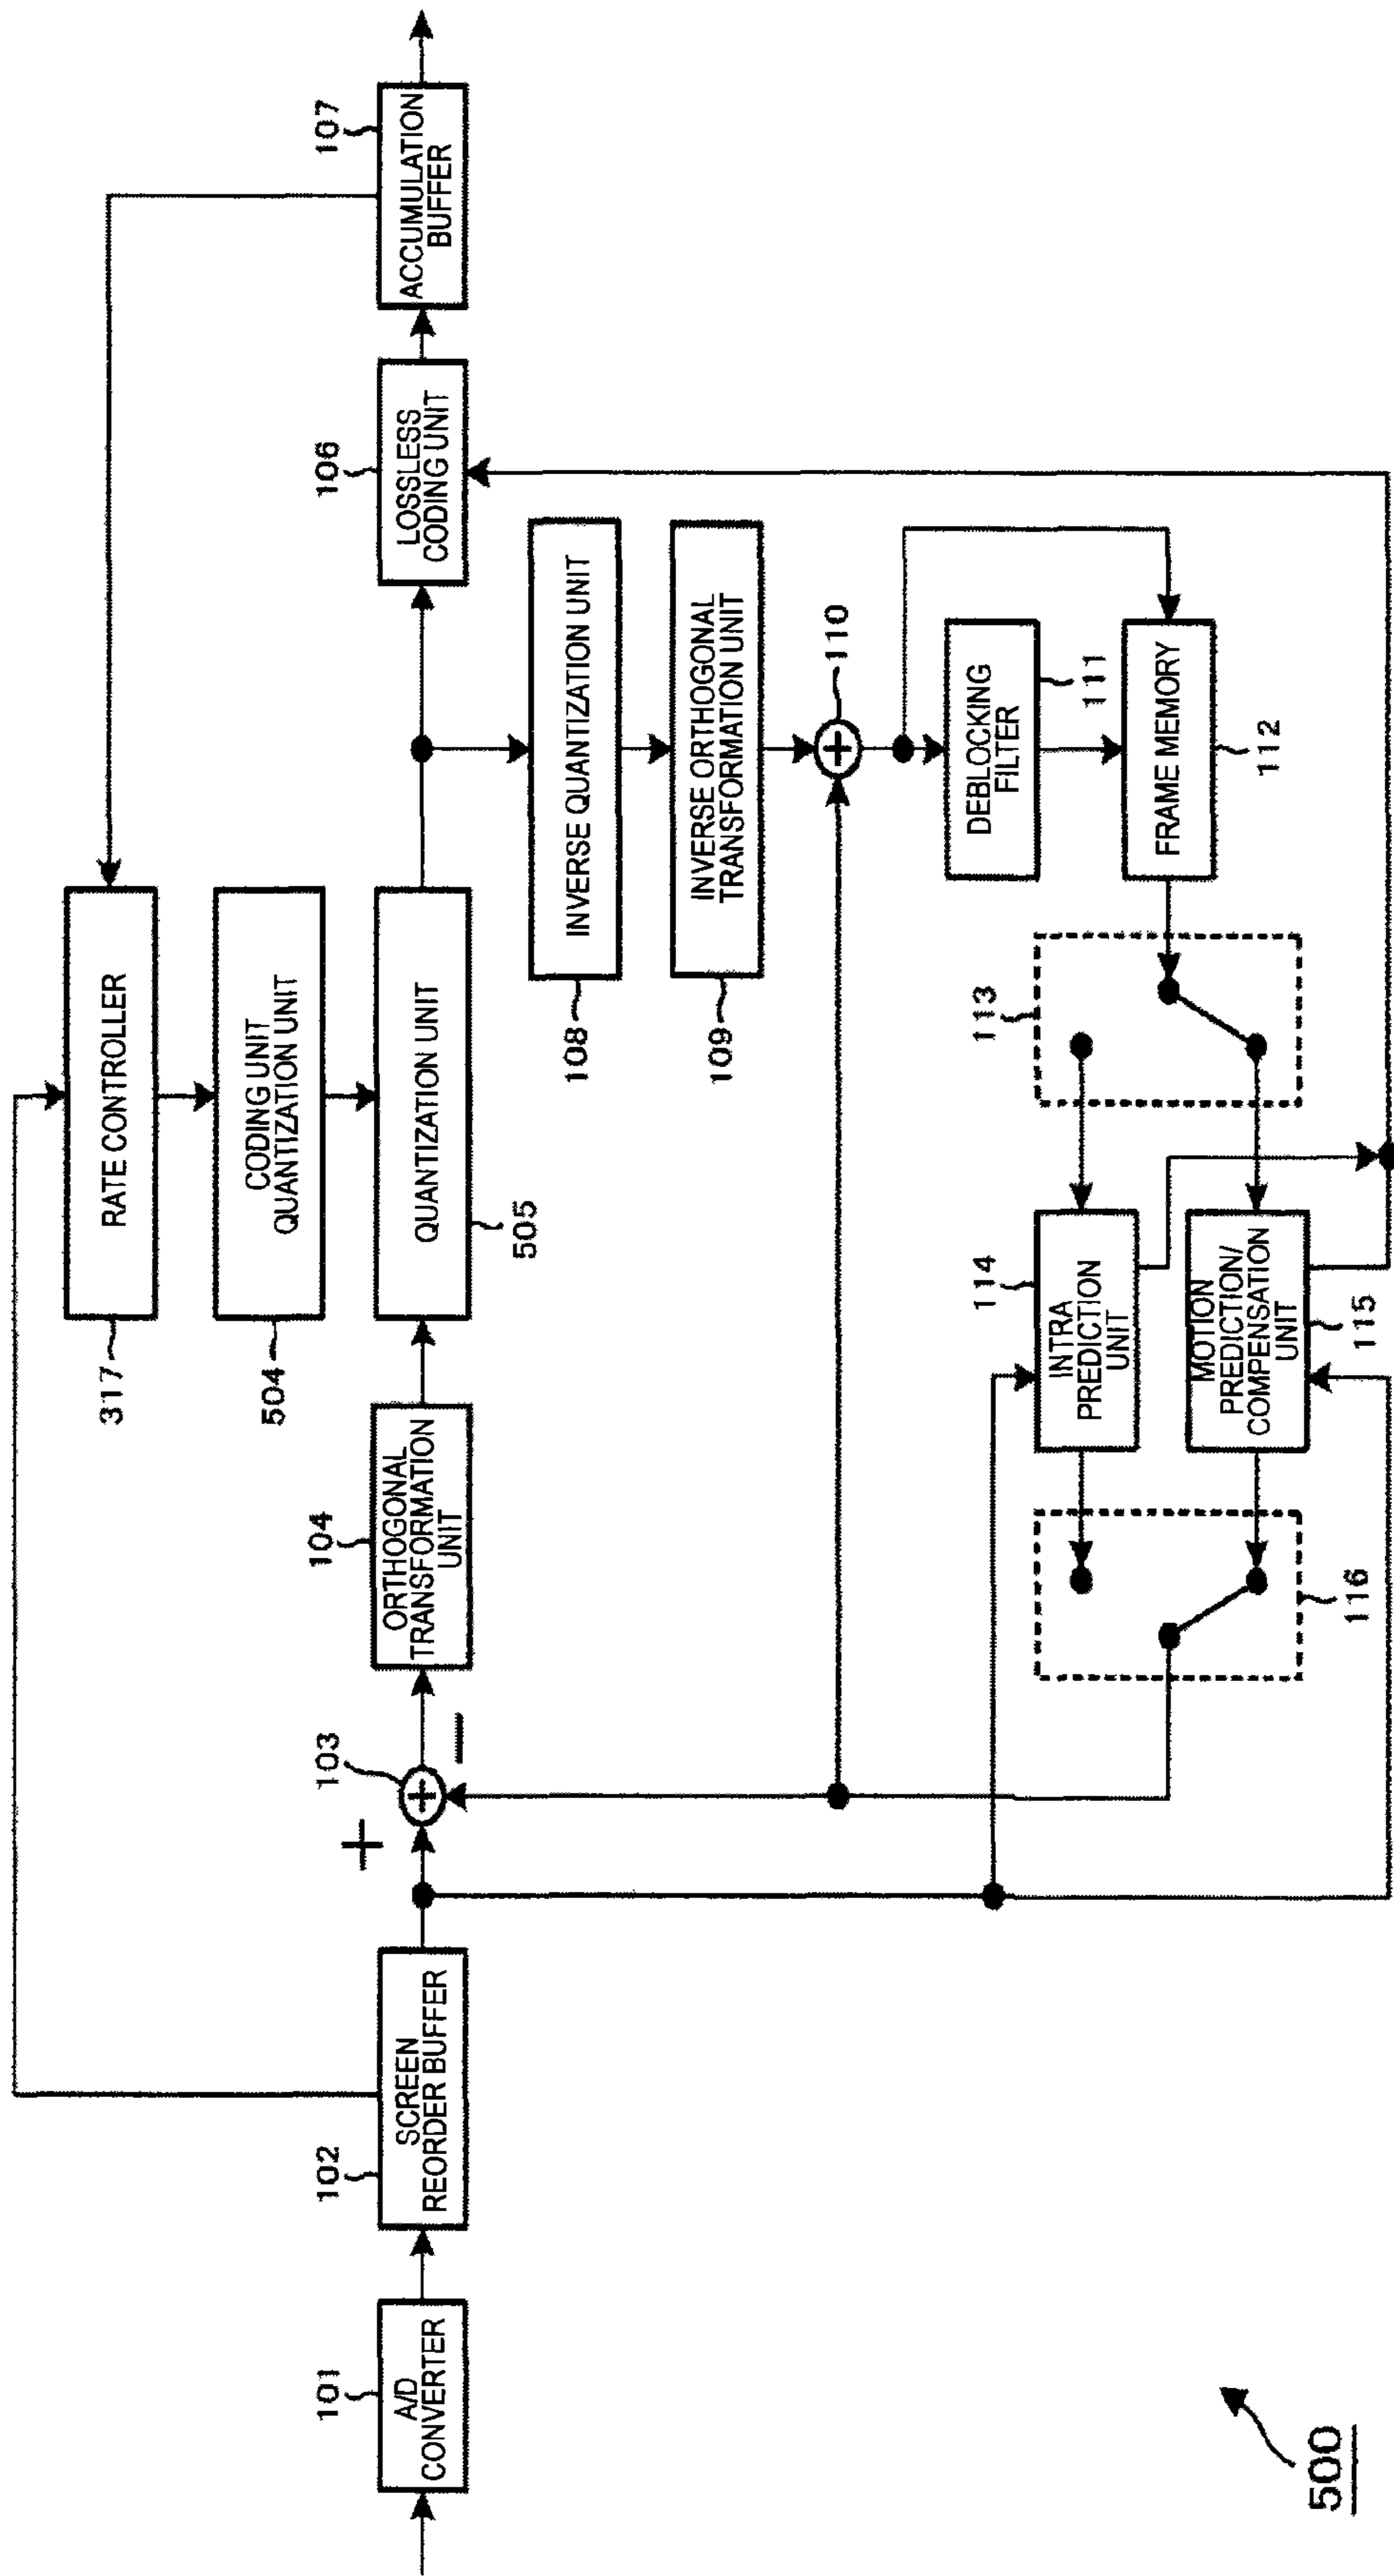 101
A/D
CONVERTER
102
SCREEN
REORDER BUFFER
+
103
+
−
104
ORTHOGONAL
TRANSFORMATION
UNIT
317
RATE CONTROLLER
504
CODING UNIT
QUANTIZATION UNIT
QUANTIZATION UNIT
505
106
LOSSLESS
CODING UNIT
107
ACCUMULATION
BUFFER
108
INVERSE QUANTIZATION UNIT
109
INVERSE ORTHOGONAL
TRANSFORMATION UNIT
+
110
DEBLOCKING
FILTER
111
FRAME MEMORY
112
113
114
INTRA
PREDICTION
UNIT
MOTION
PREDICTION/
COMPENSATION
UNIT
115
116
500